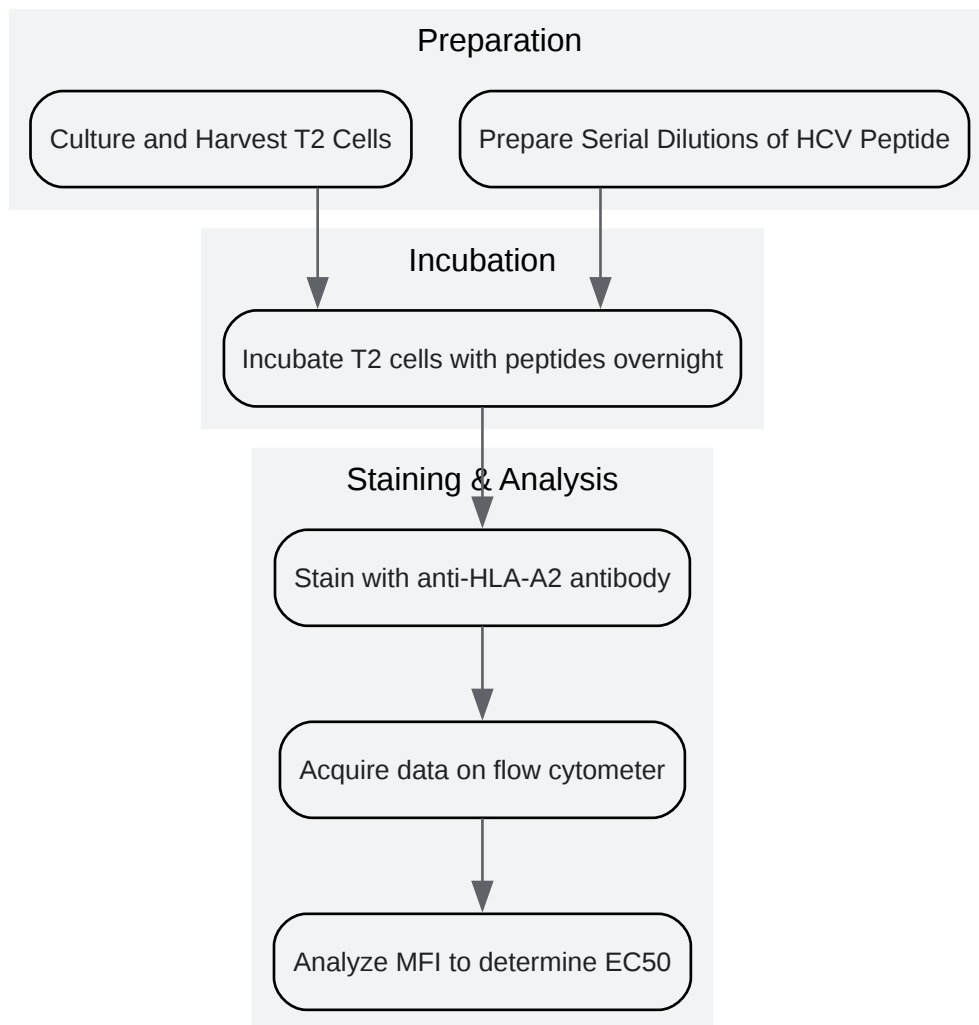 Preparation
Culture and Harvest T2 Cells
Prepare Serial Dilutions of HCV Peptide
Incubation
Incubate T2 cells with peptides overnight
Staining & Analysis
Stain with anti-HLA-A2 antibody
Acquire data on flow cytometer
Analyze MFI to determine EC50